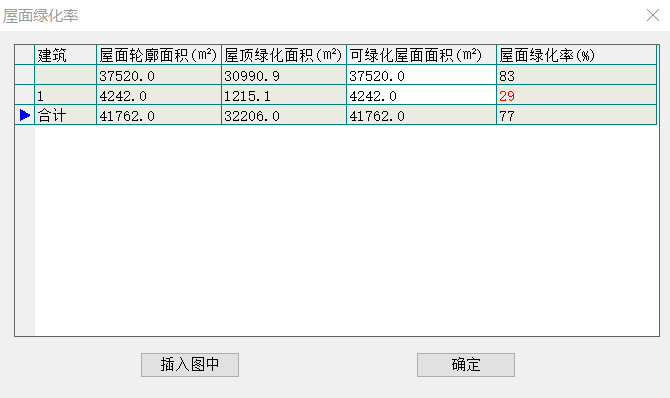 屋面绿化率
建筑 屋面轮廓面积(m²) 屋顶绿化面积(m²) 可绿化屋面面积(m²) 屋面绿化率(%)
37520.0 30990.9 37520.0 83
1 4242.0 1215.1 4242.0 29
合计 41762.0 32206.0 41762.0 77
插入图中 确定